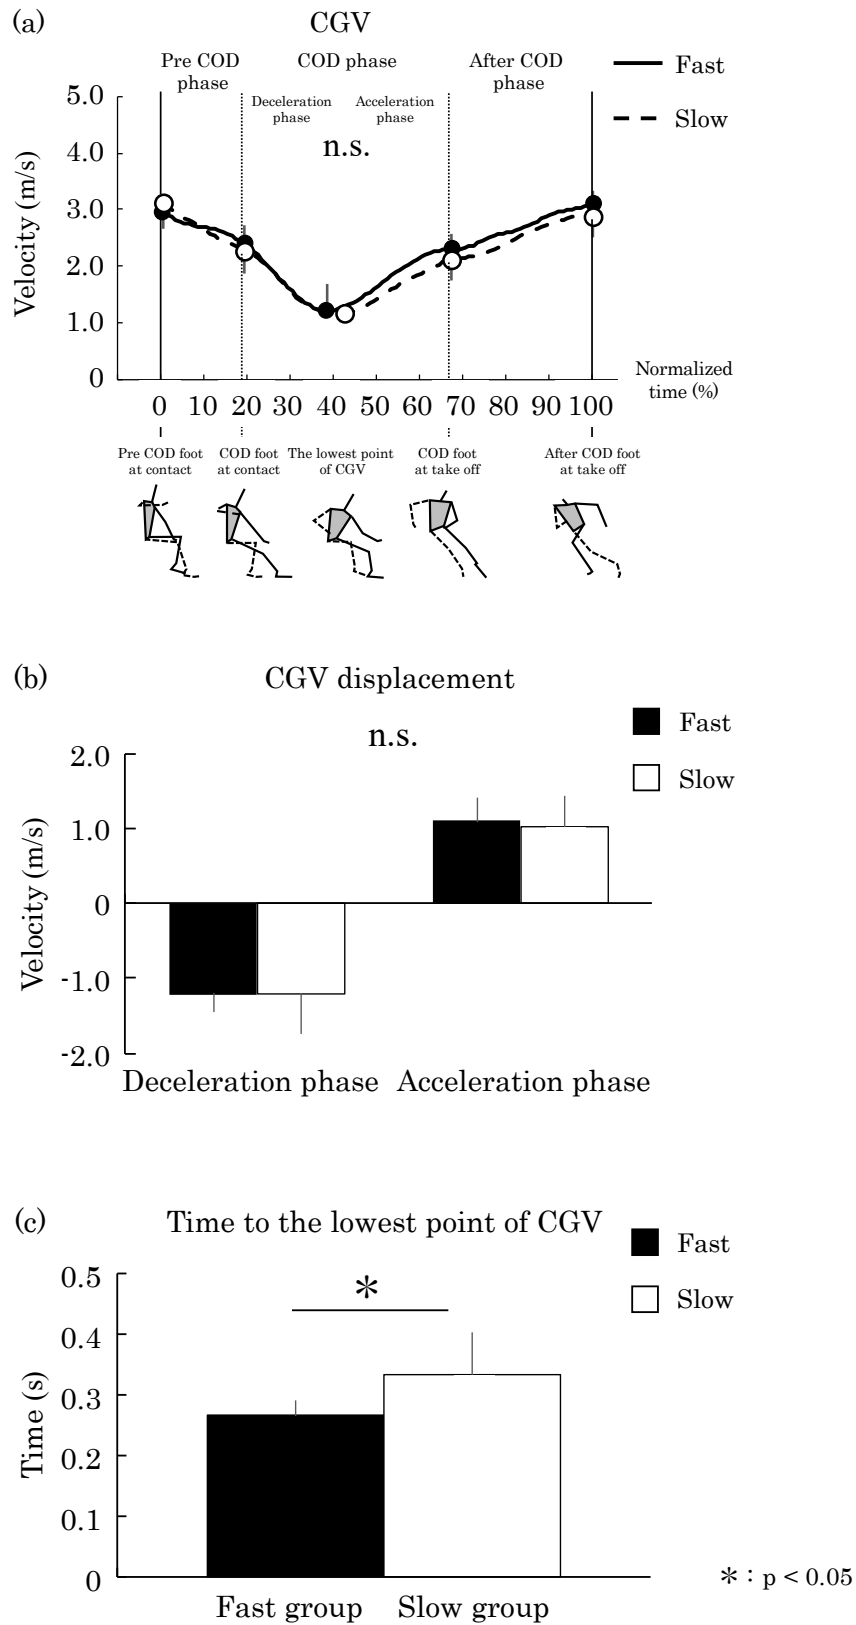 (a)
CGV
Pre COD
phase
COD phase
After COD
phase
Fast
Slow
Deceleration
phase
Acceleration
phase
n.s.
5.0
4.0
3.0
2.0
1.0
0
Velocity (m/s)
0 10 20 30 40 50 60 70 80 90 100
Normalized
time (%)
Pre COD foot
at contact
COD foot
at contact
The lowest point
of CGV
COD foot
at take off
After COD foot
at take off
(b)
CGV displacement
n.s.
Fast
Slow
2.0
1.0
0
-1.0
-2.0
Velocity (m/s)
Deceleration phase Acceleration phase
(c)
Time to the lowest point of CGV
Fast
Slow
*
0.5
0.4
0.3
0.2
0.1
0
Time (s)
Fast group Slow group
* : p < 0.05